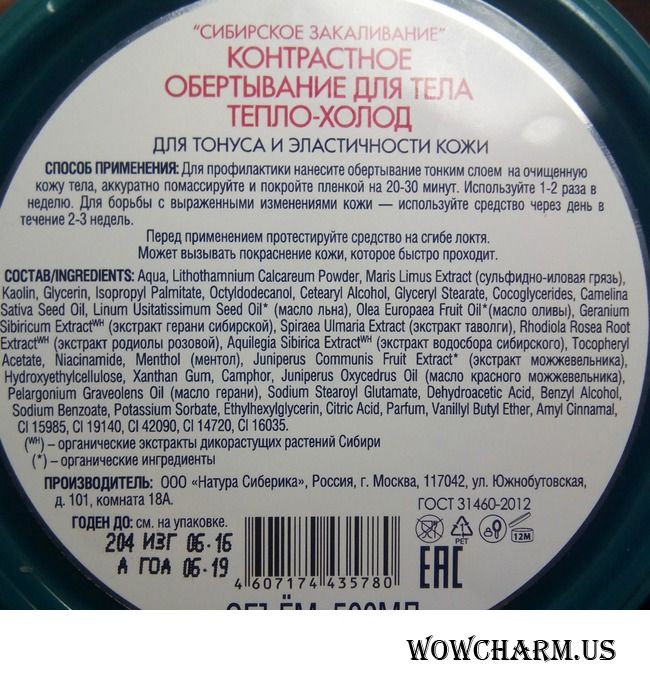 "СИБИРСКОЕ ЗАКАЛИВАНИЕ"
КОНТРАСТНОЕ
ОБЕРТЫВАНИЕ ДЛЯ ТЕЛА
ТЕПЛО-ХОЛОД
ДЛЯ ТОНУСА И ЭЛАСТИЧНОСТИ КОЖИ
СПОСОБ ПРИМЕНЕНИЯ: Для профилактики нанесите обертывание тонким слоем на очищенную
кожу тела, аккуратно помассируйте и покройте пленкой на 20-30 минут. Используйте 1-2 раза в
неделю. Для борьбы с выраженными изменениями кожи — используйте средство через день в
течение 2-3 недель.
Перед применением протестируйте средство на сгибе локтя.
Может вызывать покраснение кожи, которое быстро проходит.
СОСТАВ/INGREDIENTS: Aqua, Lithothamnium Calcareum Powder, Maris Limus Extract (сульфидно-иловая грязь),
Kaolin, Glycerin, Isopropyl Palmitate, Octyldodecanol, Cetearyl Alcohol, Glyceryl Stearate, Cocoglycerides, Camelina
Sativa Seed Oil, Linum Usitatissimum Seed Oil* (масло льна), Olea Europaea Fruit Oil*(масло оливы), Geranium
Sibiricum Extractᵂᴴ (экстракт герани сибирской), Spiraea Ulmaria Extract (экстракт таволги), Rhodiola Rosea Root
Extractᵂᴴ (экстракт родиолы розовой), Aquilegia Sibirica Extractᵂᴴ (экстракт водосбора сибирского), Tocopheryl
Acetate, Niacinamide, Menthol (ментол), Juniperus Communis Fruit Extract* (экстракт можжевельника),
Hydroxyethylcellulose, Xanthan Gum, Camphor, Juniperus Oxycedrus Oil (масло красного можжевельника),
Pelargonium Graveolens Oil (масло герани), Sodium Stearoyl Glutamate, Dehydroacetic Acid, Benzyl Alcohol,
Sodium Benzoate, Potassium Sorbate, Ethylhexylglycerin, Citric Acid, Parfum, Vanillyl Butyl Ether, Amyl Cinnamal,
CI 15985, CI 19140, CI 42090, CI 14720, CI 16035.
(ᵂᴴ) – органические экстракты дикорастущих растений Сибири
(*) – органические ингредиенты
ПРОИЗВОДИТЕЛЬ: ООО «Натура Сиберика», Россия, г. Москва, 117042, ул. Южнобутовская,
д. 101, комната 18А.
ГОСТ 31460-2012
ГОДЕН ДО: см. на упаковке.
204 ИЗГ 06·16
А ГОА 06·19
PET
12M
4 607174 435780
EAC
ОБЪЁМ 500МЛ
WOWCHARM.US